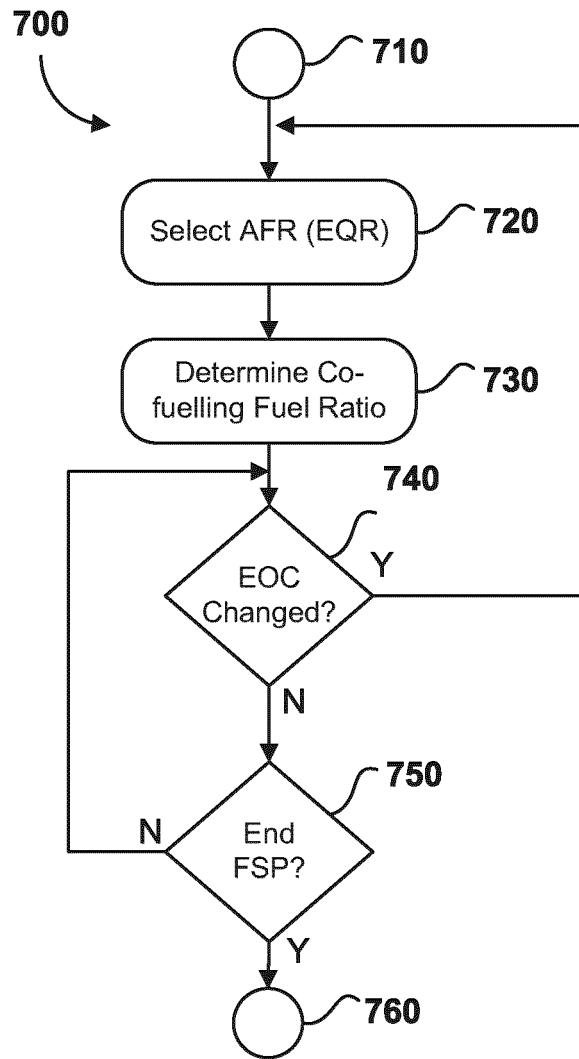 700
710
Select AFR (EQR)
720
Determine Co-
fuelling Fuel Ratio
730
740
EOC
Changed?
Y
N
750
End
FSP?
N
Y
760